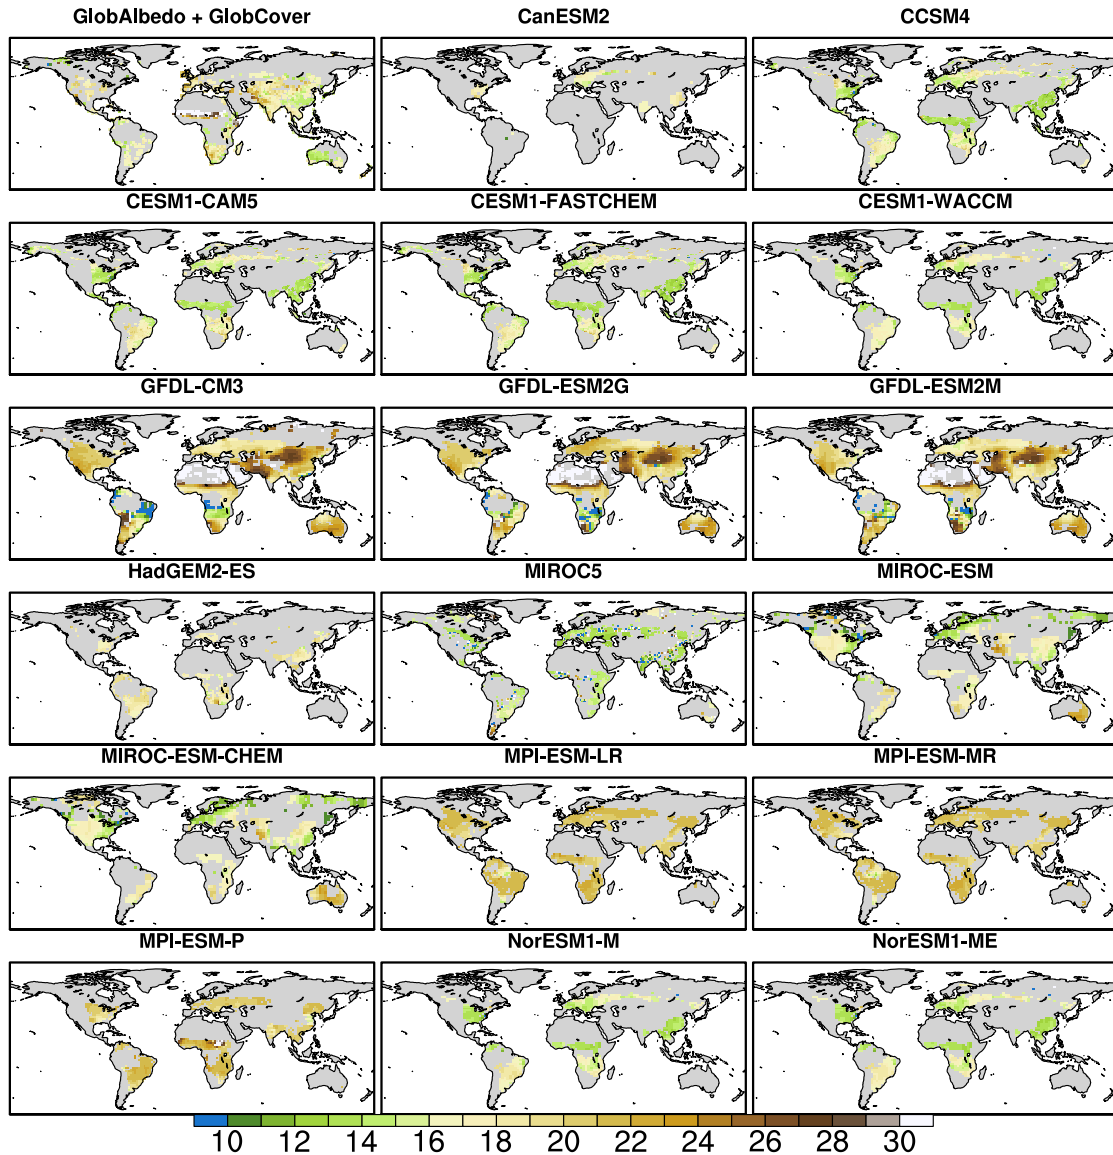 GlobAlbedo + GlobCover CanESM2 CCSM4
CESM1-CAM5 CESM1-FASTCHEM CESM1-WACCM
GFDL-CM3 GFDL-ESM2G GFDL-ESM2M
HadGEM2-ES MIROC5 MIROC-ESM
MIROC-ESM-CHEM MPI-ESM-LR MPI-ESM-MR
MPI-ESM-P NorESM1-M NorESM1-ME
10 12 14 16 18 20 22 24 26 28 30